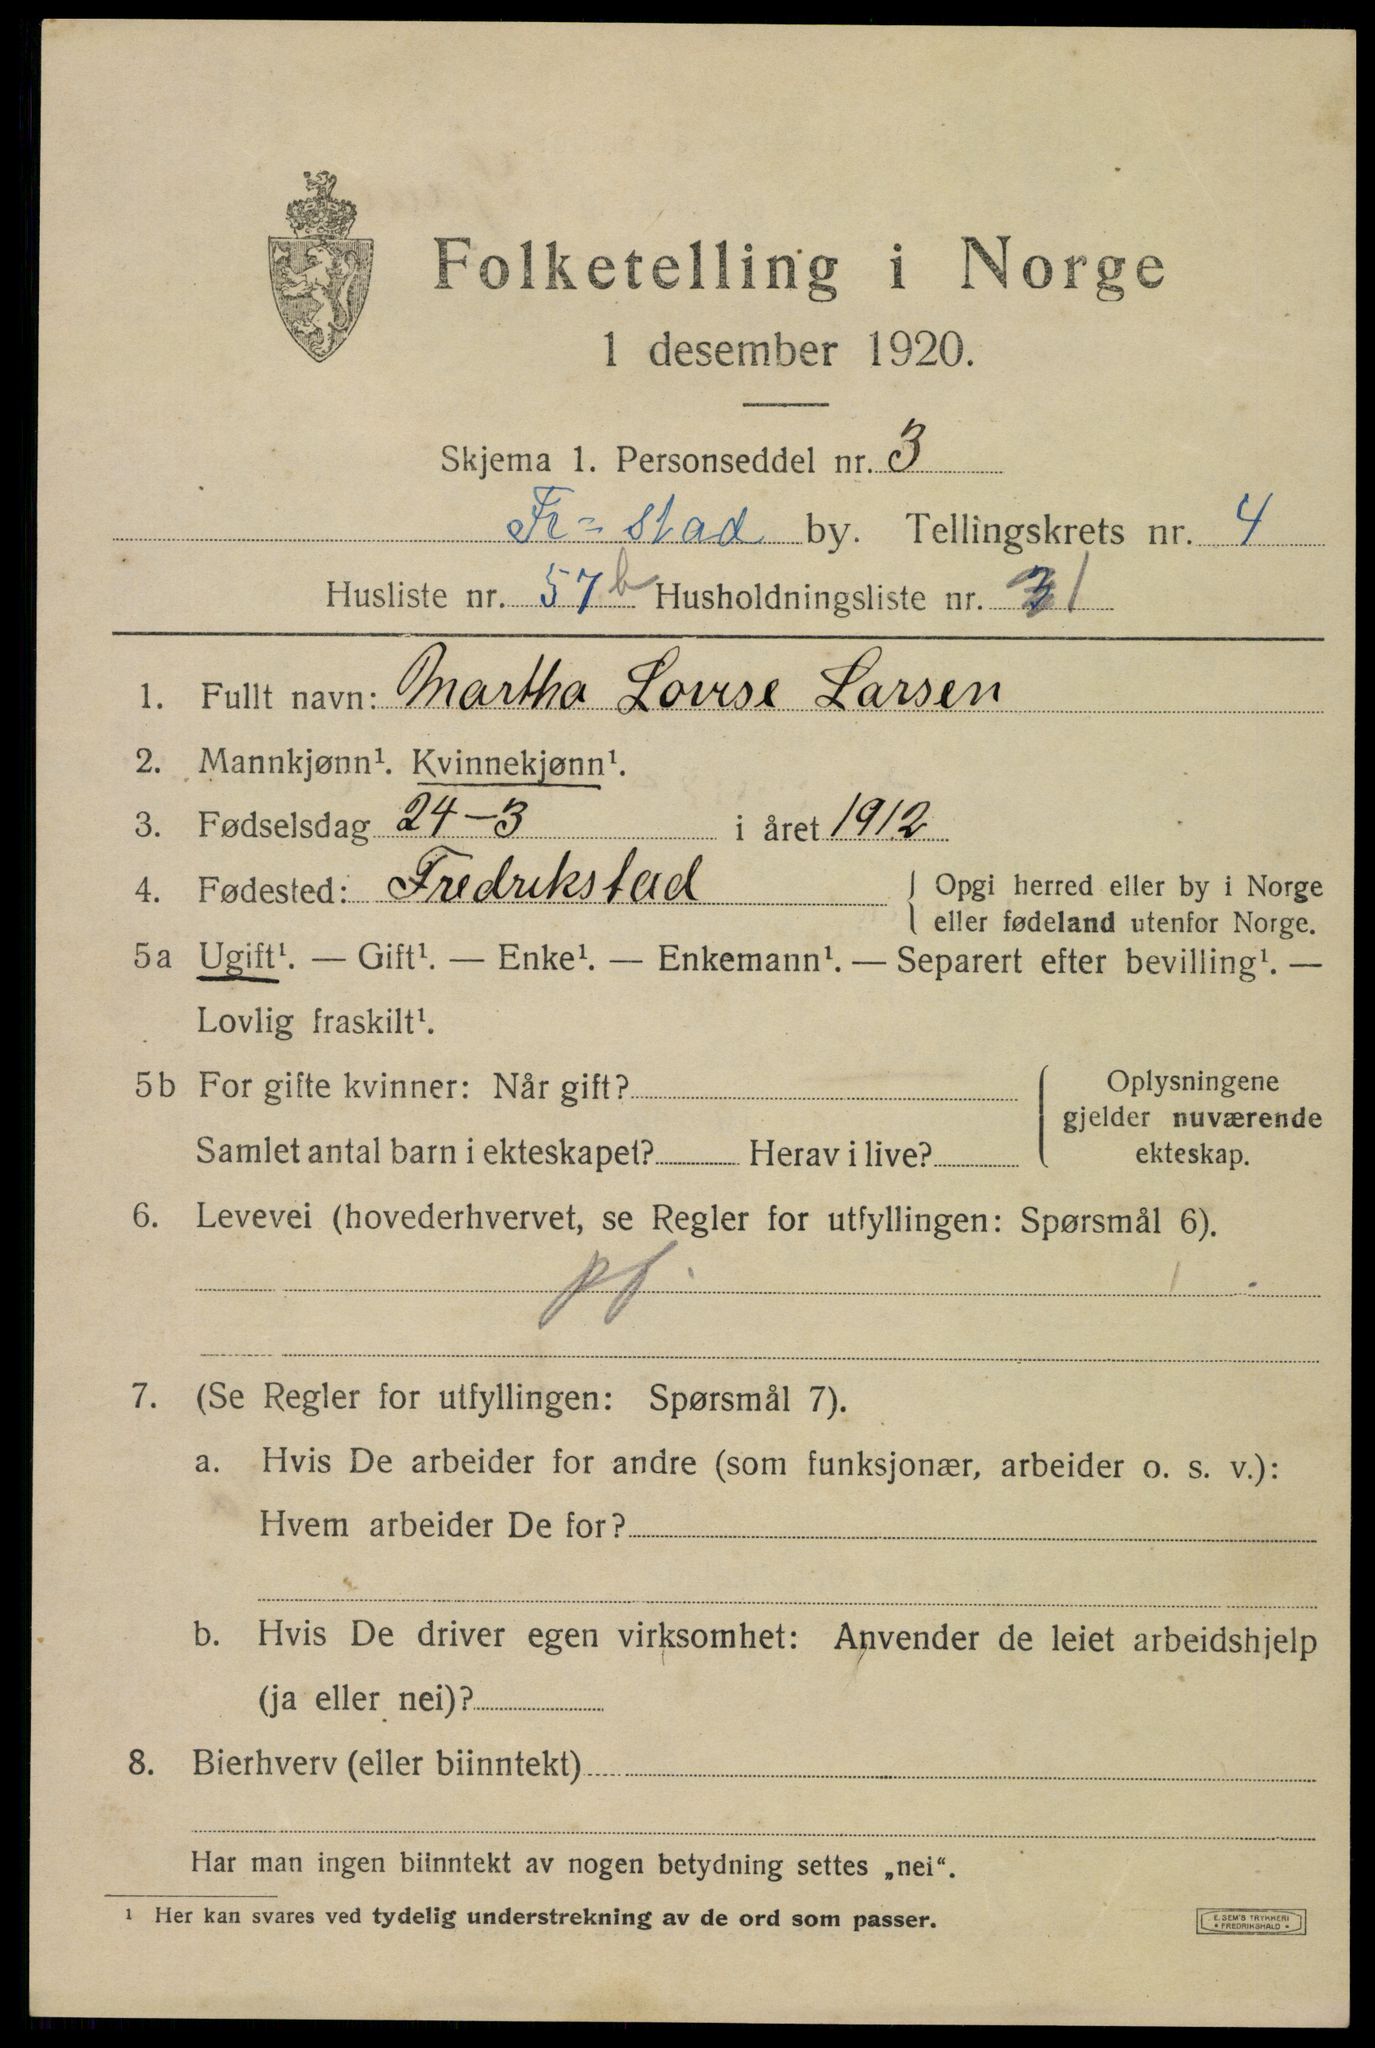 Folketelling i Norge
1 desember 1920.
Skjema 1. Personseddel nr. 3
Fr=stad by. Tellingskrets nr. 4
Husliste nr. 57b Husholdningsliste nr. 1
1. Fullt navn: Martha Lovise Larsen
2. Mannkjønn¹. Kvinnekjønn¹.
3. Fødselsdag 24-3 i året 1912
4. Fødested: Fredrikstad Opgi herred eller by i Norge
eller fødeland utenfor Norge.
5a Ugift¹. — Gift¹. — Enke¹. — Enkemann¹. — Separert efter bevilling¹. —
Lovlig fraskilt¹.
5b For gifte kvinner: Når gift? Oplysningene
gjelder nuværende
Samlet antal barn i ekteskapet? Herav i live? ekteskap.
6. Levevei (hovederhvervet, se Regler for utfyllingen: Spørsmål 6).
pf.
7. (Se Regler for utfyllingen: Spørsmål 7).
a. Hvis De arbeider for andre (som funksjonær, arbeider o. s. v.):
Hvem arbeider De for?
b. Hvis De driver egen virksomhet: Anvender de leiet arbeidshjelp
(ja eller nei)?
8. Bierhverv (eller biinntekt)
Har man ingen biinntekt av nogen betydning settes „nei“.
¹ Her kan svares ved tydelig understrekning av de ord som passer.
E. SEM'S TRYKKERI
* FREDRIKSHALD *